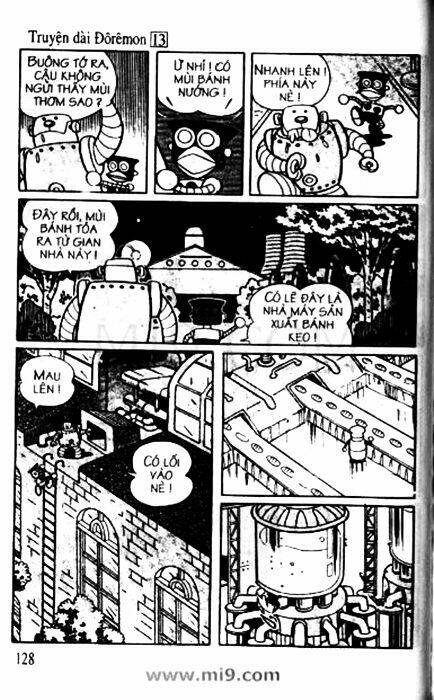 Truyện dài Đôrêmon 13
BUÔNG TỚ RA,
CẬU KHÔNG
NGỬI THẤY MÙI
THƠM SAO ?
Ừ NHỈ ! CÓ
MÙI BÁNH
NƯỚNG !
NHANH LÊN !
PHÍA NÀY
NÈ !
ĐÂY RỒI, MÙI
BÁNH TỎA
RA TỪ GIAN
NHÀ NÀY !
CÓ LẼ ĐÂY LÀ
NHÀ MÁY SẢN
XUẤT BÁNH
KẸO !
MAU
LÊN !
CÓ LỐI
VÀO
NÈ !
128
www.mi9.com